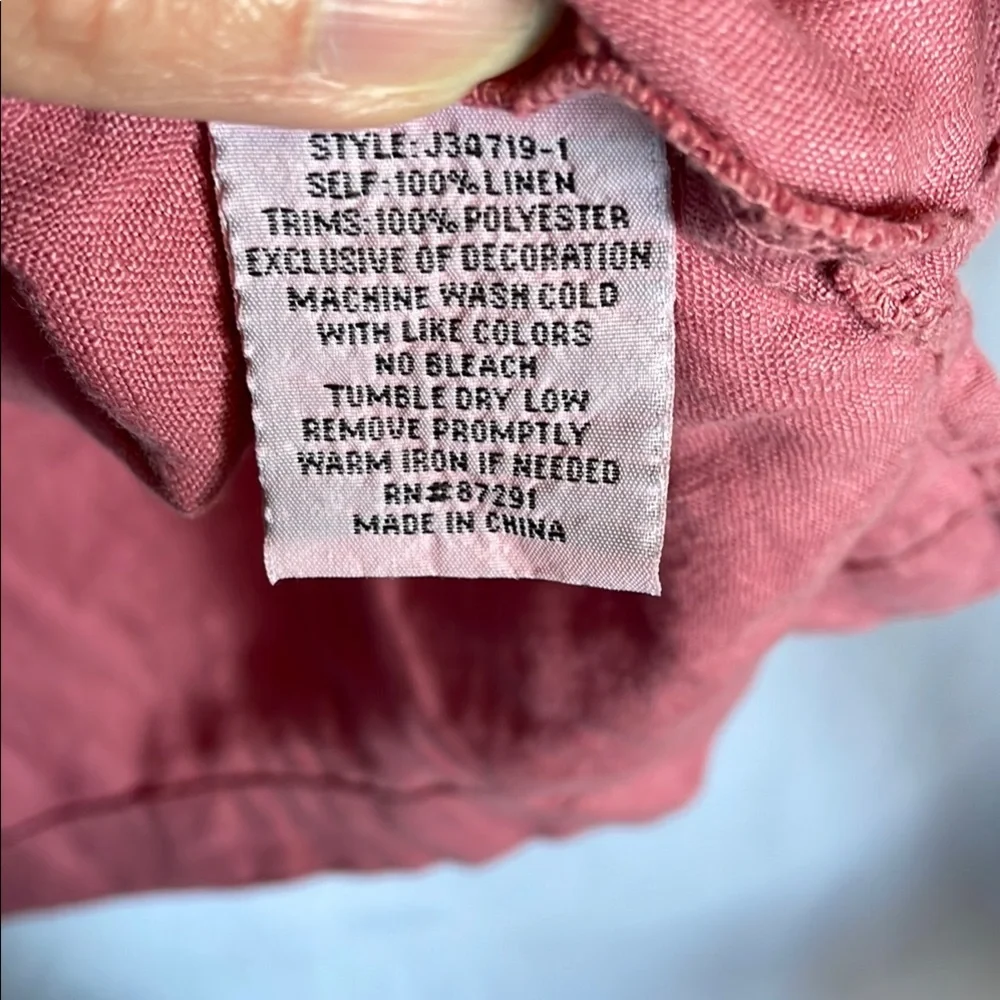 STYLE: J3Q719-1
SELF:100% LINEN
TRIMS:100% POLYESTER
EXCLUSIVE OF DECORATION
MACHINE WASH COLD
WITH LIKE COLORS
NO BLEACH
TUMBLE DRY LOW
REMOVE PROMPTLY
WARM IRON IF NEEDED
RN#87291
MADE IN CHINA